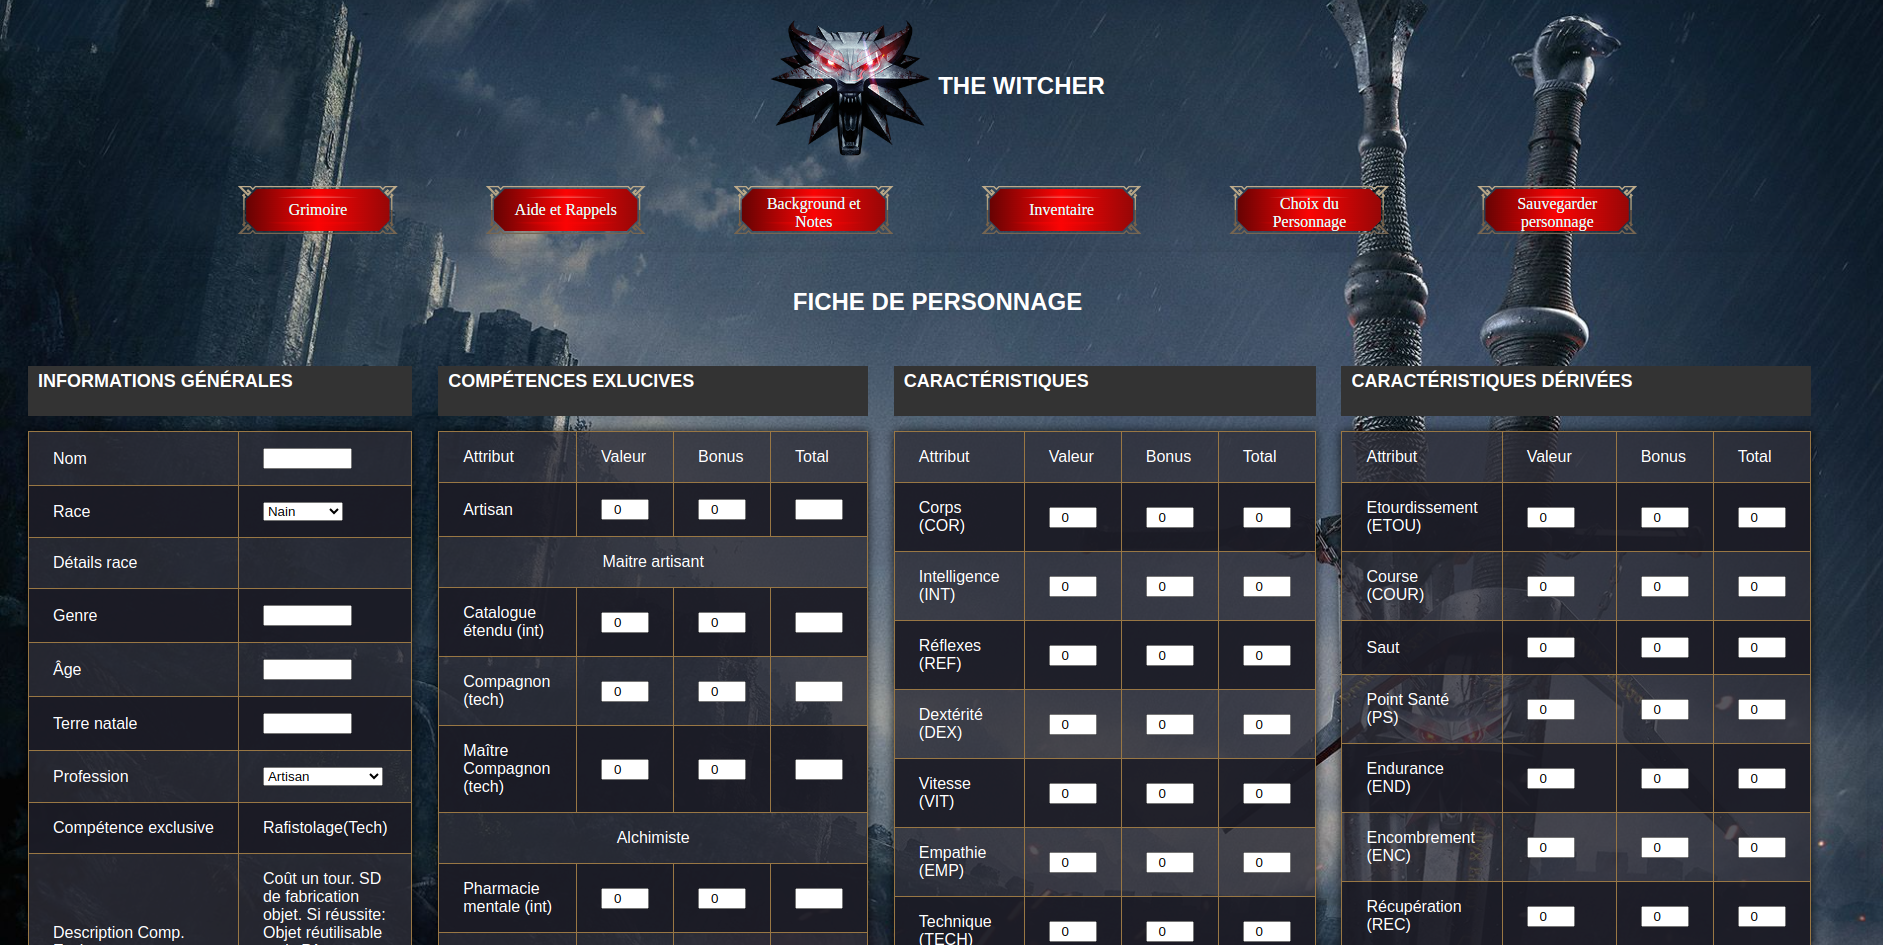 THE WITCHER
Grimoire
Aide et Rappels
Background et
Notes
Inventaire
Choix du
Personnage
Sauvegarder
personnage
FICHE DE PERSONNAGE
INFORMATIONS GÉNÉRALES
Nom
Race
Nain
Détails race
Genre
Âge
Terre natale
Profession
Artisan
Compétence exclusive
Rafistolage(Tech)
Description Comp.
Coût un tour. SD
de fabrication
objet. Si réussite:
Objet réutilisable
COMPÉTENCES EXLUCIVES
Attribut Valeur Bonus Total
Artisan 0 0
Maitre artisant
Catalogue
étendu (int) 0 0
Compagnon
(tech) 0 0
Maître
Compagnon
(tech) 0 0
Alchimiste
Pharmacie
mentale (int) 0 0
CARACTÉRISTIQUES
Attribut Valeur Bonus Total
Corps
(COR) 0 0 0
Intelligence
(INT) 0 0 0
Réflexes
(REF) 0 0 0
Dextérité
(DEX) 0 0 0
Vitesse
(VIT) 0 0 0
Empathie
(EMP) 0 0 0
Technique
(TECH) 0 0 0
CARACTÉRISTIQUES DÉRIVÉES
Attribut Valeur Bonus Total
Etourdissement
(ETOU) 0 0 0
Course
(COUR) 0 0 0
Saut 0 0 0
Point Santé
(PS) 0 0 0
Endurance
(END) 0 0 0
Encombrement
(ENC) 0 0 0
Récupération
(REC) 0 0 0